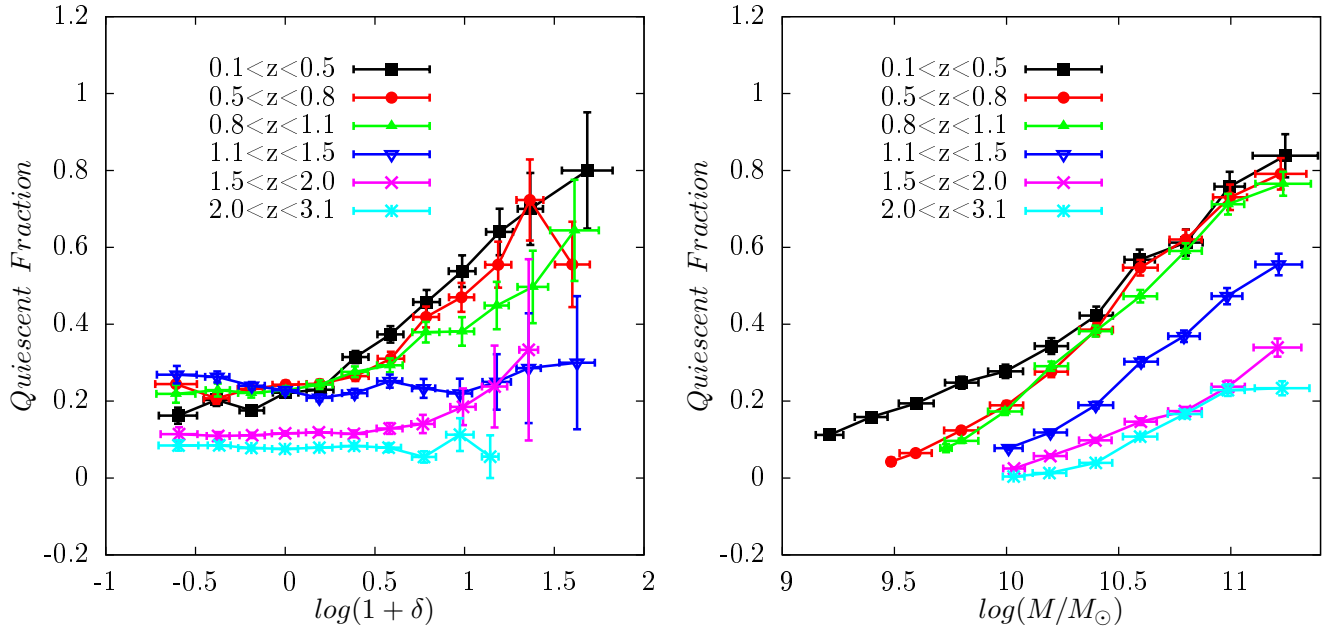 1.2
1
0.8
0.6
0.4
0.2
0
-0.2
Quiescent Fraction
0.1<z<0.5
0.5<z<0.8
0.8<z<1.1
1.1<z<1.5
1.5<z<2.0
2.0<z<3.1
-1
-0.5
0
0.5
1
1.5
2
log(1 + δ)
1.2
1
0.8
0.6
0.4
0.2
0
-0.2
Quiescent Fraction
0.1<z<0.5
0.5<z<0.8
0.8<z<1.1
1.1<z<1.5
1.5<z<2.0
2.0<z<3.1
9
9.5
10
10.5
11
log(M/M⊙)